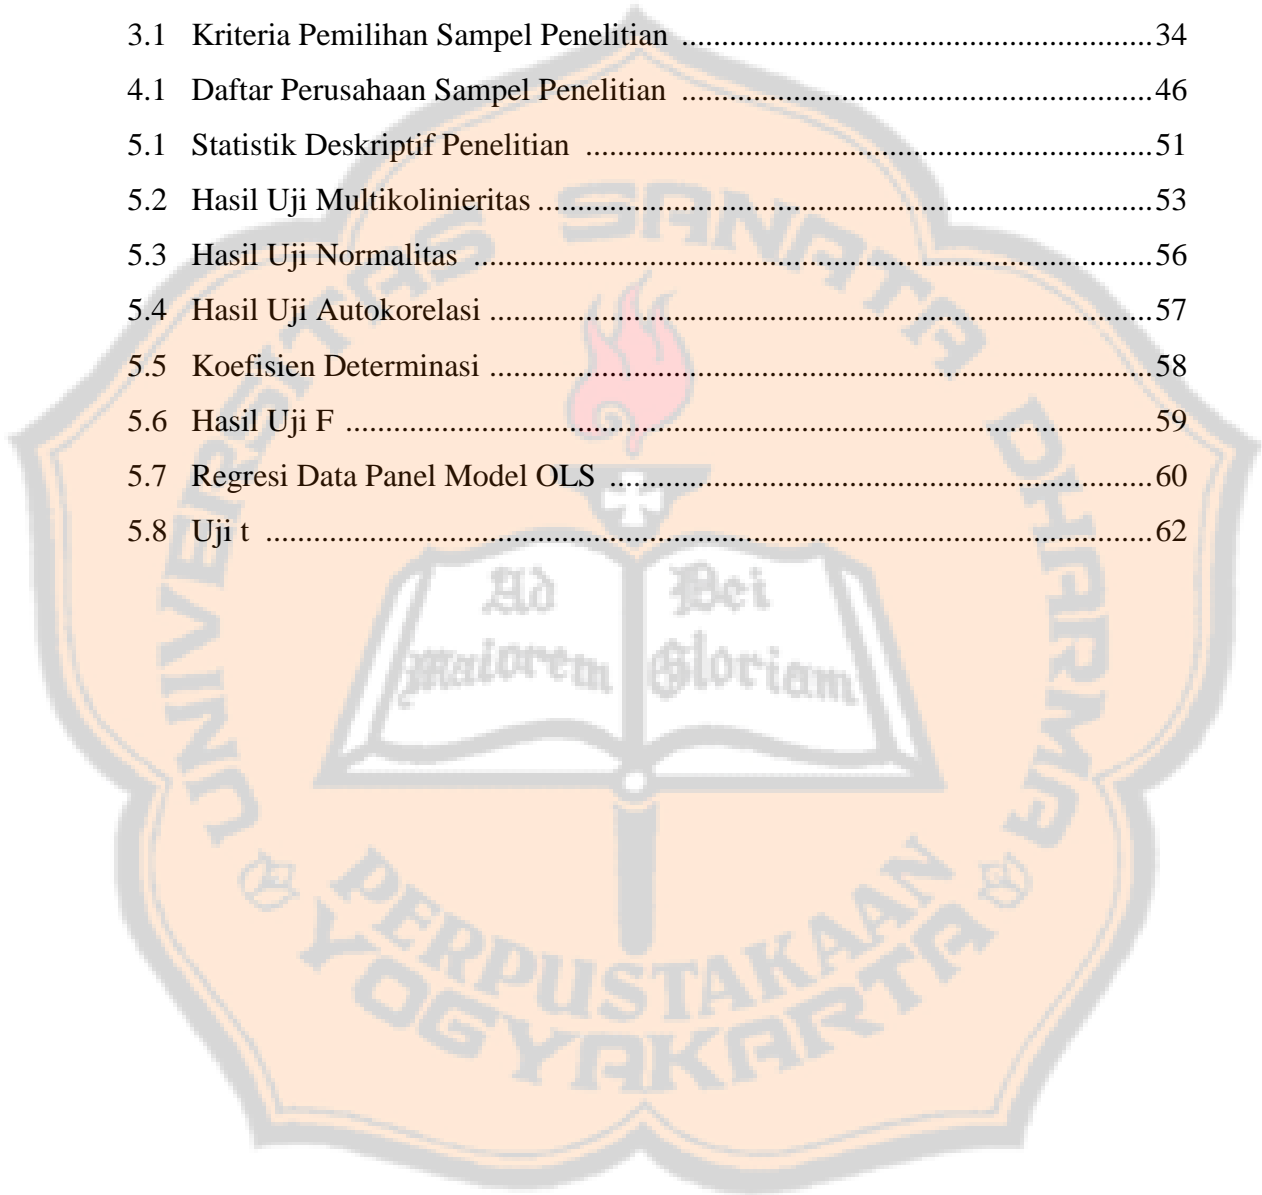 3.1 Kriteria Pemilihan Sampel Penelitian ........................................................34
4.1 Daftar Perusahaan Sampel Penelitian ........................................................46
5.1 Statistik Deskriptif Penelitian ....................................................................51
5.2 Hasil Uji Multikolinieritas ..........................................................................53
5.3 Hasil Uji Normalitas ..................................................................................56
5.4 Hasil Uji Autokorelasi ................................................................................57
5.5 Koefisien Determinasi ................................................................................58
5.6 Hasil Uji F .................................................................................................59
5.7 Regresi Data Panel Model OLS .................................................................60
5.8 Uji t ..........................................................................................................62
UNIVERSITAS SANATA DHARMA
Ad Dei
maiorem Gloriam
PERPUSTAKAAN
YOGYAKARTA